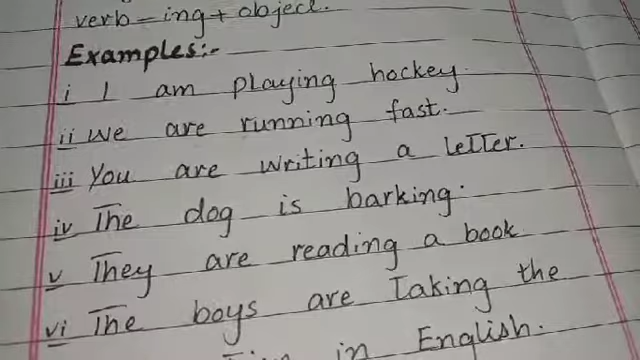 verb - ing + object.
Examples:-
i I am playing hockey.
ii We are running fast.
iii You are writing a letter.
iv The dog is barking.
v They are reading a book
vi The boys are taking the
in English.